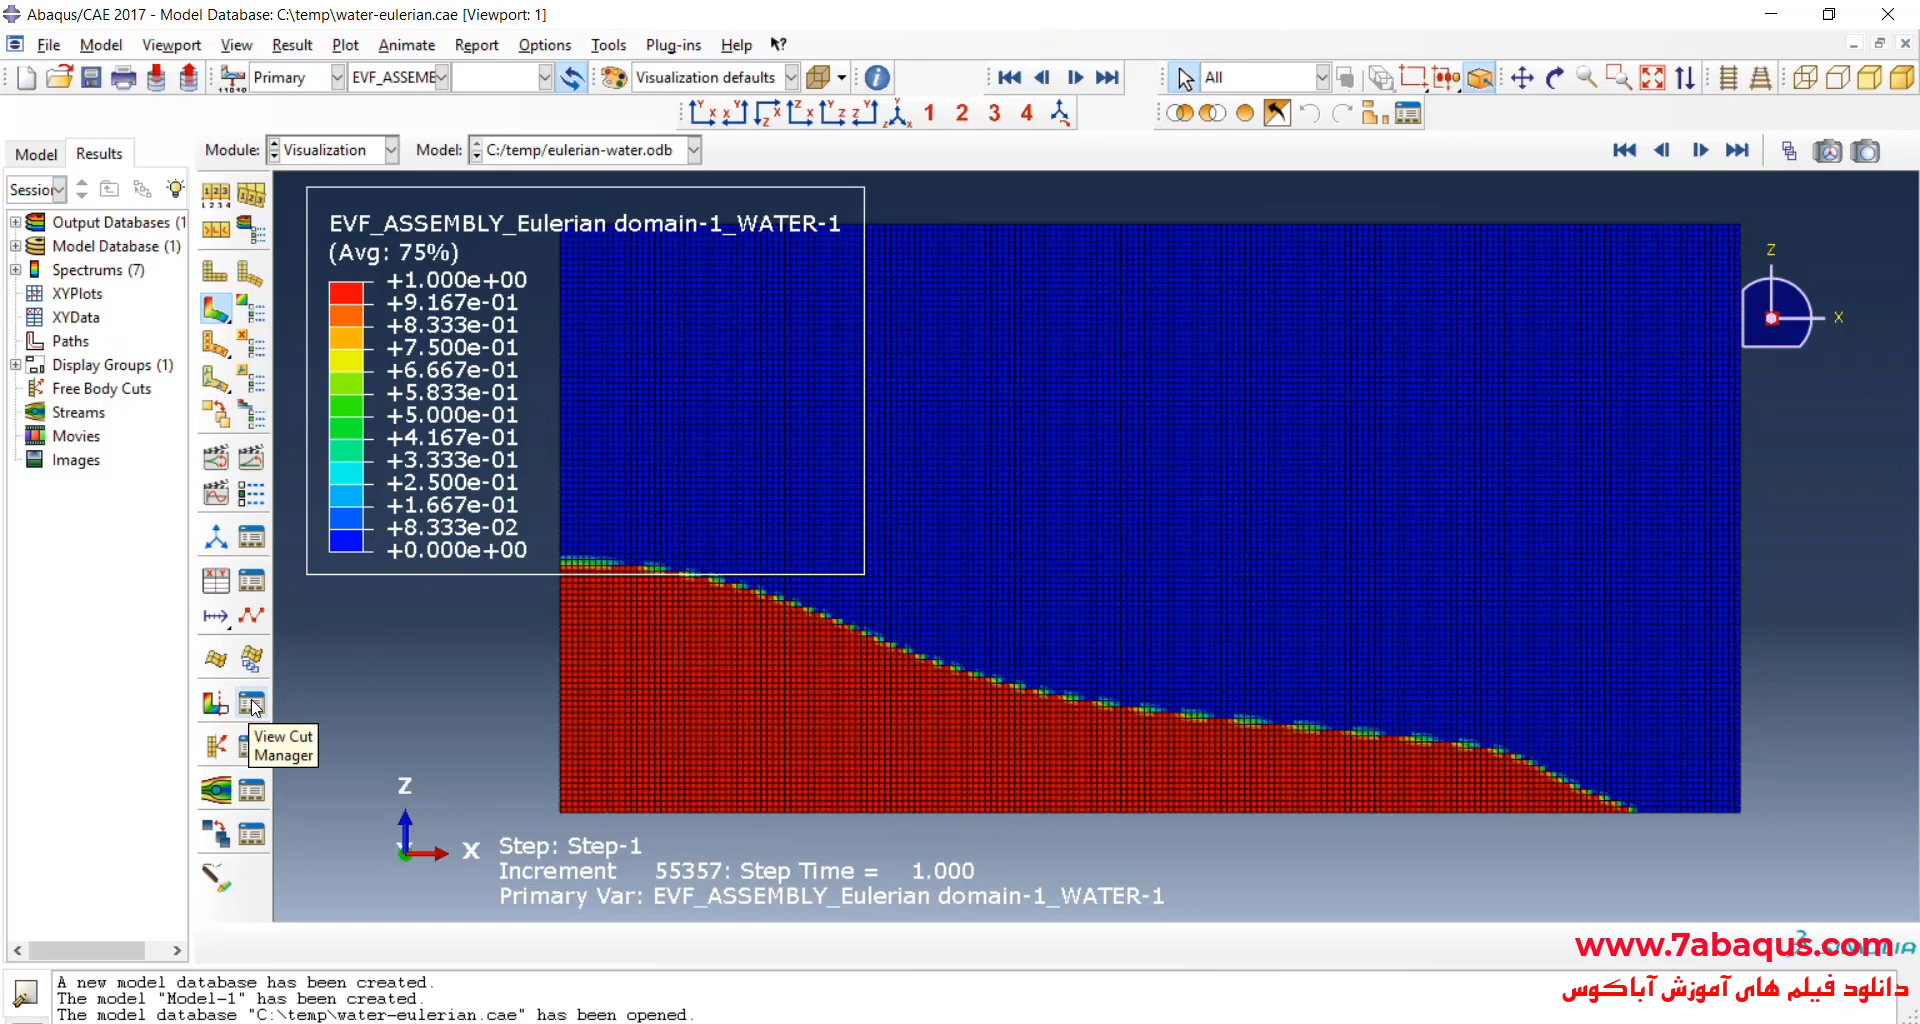 Abaqus/CAE 2017 - Model Database: C:\temp\water-eulerian.cae [Viewport: 1]
File Model Viewport View Result Plot Animate Report Options Tools Plug-ins Help
Primary EVF_ASSEME Visualization defaults All
1 2 3 4
Model Results Module: Visualization Model: C:/temp/eulerian-water.odb
Session
Output Databases (1
Model Database (1)
Spectrums (7)
XYPlots
XYData
Paths
Display Groups (1)
Free Body Cuts
Streams
Movies
Images
EVF_ASSEMBLY_Eulerian domain-1_WATER-1
(Avg: 75%)
+1.000e+00
+9.167e-01
+8.333e-01
+7.500e-01
+6.667e-01
+5.833e-01
+5.000e-01
+4.167e-01
+3.333e-01
+2.500e-01
+1.667e-01
+8.333e-02
+0.000e+00
Z
X
View Cut
Manager
Z
X
Step: Step-1
Increment 55357: Step Time = 1.000
Primary Var: EVF_ASSEMBLY_Eulerian domain-1_WATER-1
www.7abaqus.com
دانلود فیلم های آموزش آباکوس
A new model database has been created.
The model "Model-1" has been created.
The model database "C:\temp\water-eulerian.cae" has been opened.